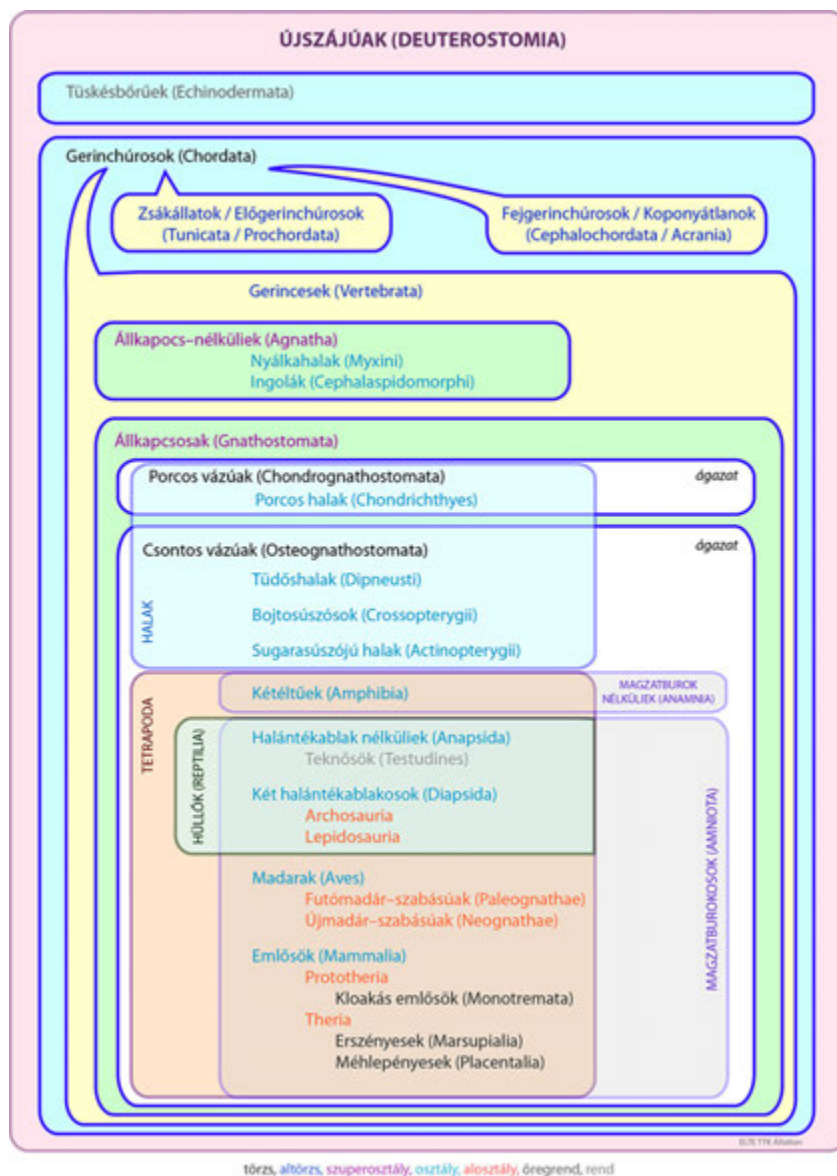 ÚJSZÁJÚAK (DEUTEROSTOMIA)
Tüskésbőrűek (Echinodermata)
Gerinchúrosok (Chordata)
Zsákállatok / Előgerinchúrosok
(Tunicata / Prochordata)
Fejgerinchúrosok / Koponyátlanok
(Cephalochordata / Acrania)
Gerincesek (Vertebrata)
Állkapocs–nélküliek (Agnatha)
Nyálkahalak (Myxini)
Ingolák (Cephalaspidomorphi)
Állkapcsosak (Gnathostomata)
Porcos vázúak (Chondrognathostomata)
ágazat
Porcos halak (Chondrichthyes)
Csontos vázúak (Osteognathostomata)
ágazat
HALAK
Tüdőshalak (Dipneusti)
Bojtosúszósok (Crossopterygii)
Sugarasúszójú halak (Actinopterygii)
TETRAPODA
Kétéltűek (Amphibia)
MAGZATBUROK
NÉLKÜLIEK (ANAMNIA)
HÜLLŐK (REPTILIA)
Halántékablak nélküliek (Anapsida)
Teknősök (Testudines)
Két halántékablakosok (Diapsida)
Archosauria
Lepidosauria
MAGZATBUROKOSOK (AMNIOTA)
Madarak (Aves)
Futómadár–szabásúak (Paleognathae)
Újmadár–szabásúak (Neognathae)
Emlősök (Mammalia)
Prototheria
Kloakás emlősök (Monotremata)
Theria
Erszényesek (Marsupialia)
Méhlepényesek (Placentalia)
ELTE TTK Állattan
törzs, altörzs, szuperosztály, osztály, alosztály, öregrend, rend